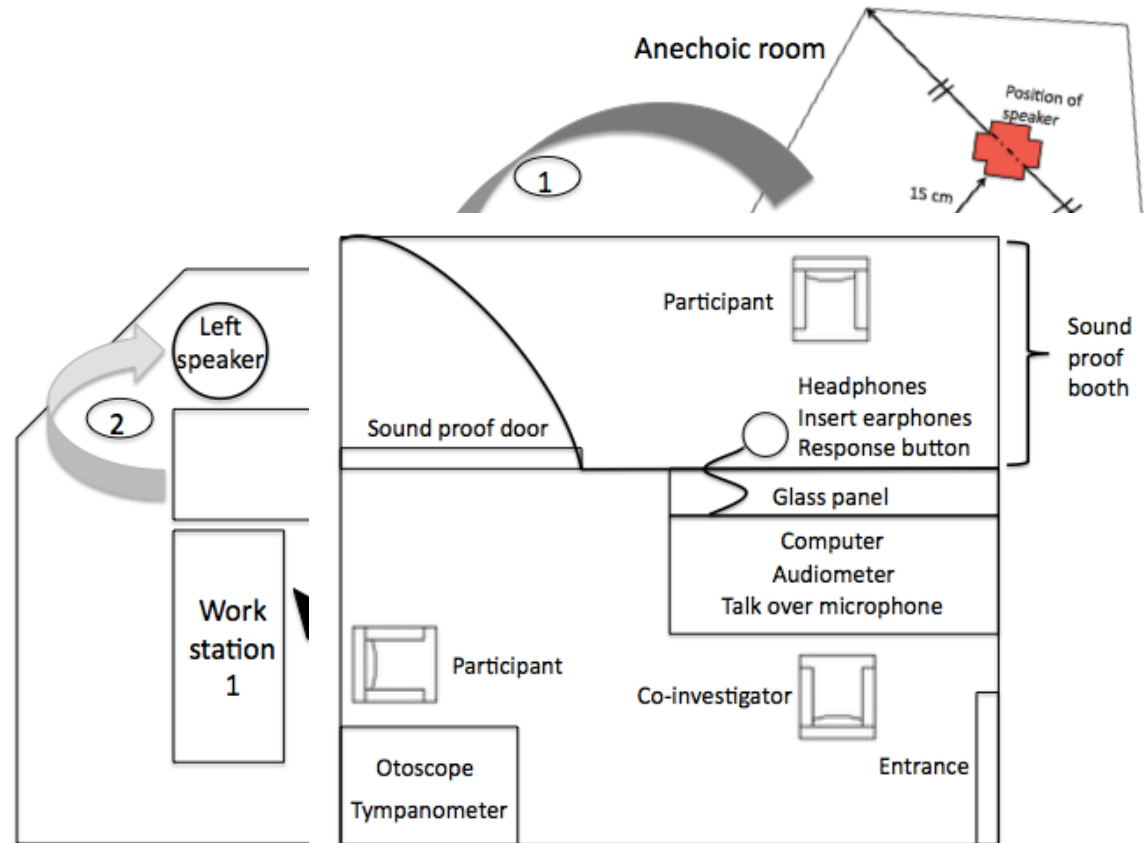 Anechoic room
Position of
speaker
1
15 cm
Left
speaker
2
Work
station
1
Participant
Sound
proof
booth
Headphones
Insert earphones
Response button
Sound proof door
Glass panel
Computer
Audiometer
Talk over microphone
Participant
Co-investigator
Entrance
Otoscope
Tympanometer